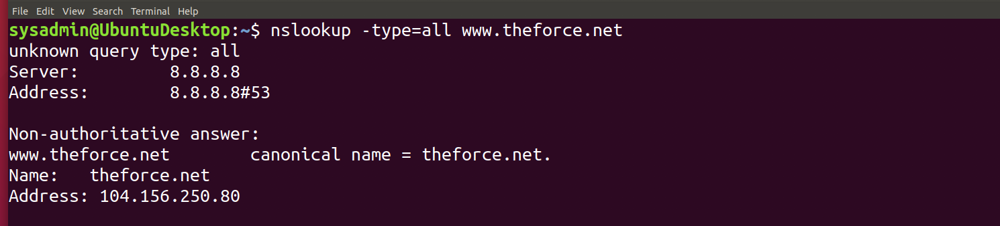 File Edit View Search Terminal Help
sysadmin@UbuntuDesktop:~$ nslookup -type=all www.theforce.net
unknown query type: all
Server:         8.8.8.8
Address:        8.8.8.8#53

Non-authoritative answer:
www.theforce.net        canonical name = theforce.net.
Name:   theforce.net
Address: 104.156.250.80